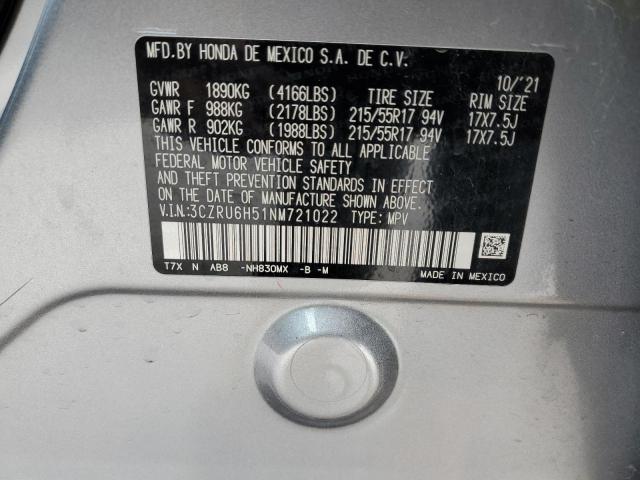 MFD.BY HONDA DE MEXICO S.A. DE C.V.
10/'21
GVWR 1890KG (4166LBS) TIRE SIZE RIM SIZE
GAWR F 988KG (2178LBS) 215/55R17 94V 17X7.5J
GAWR R 902KG (1988LBS) 215/55R17 94V 17X7.5J
THIS VEHICLE CONFORMS TO ALL APPLICABLE
FEDERAL MOTOR VEHICLE SAFETY
AND THEFT PREVENTION STANDARDS IN EFFECT
ON THE DATE OF MANUFACTURE SHOWN ABOVE.
V.I.N:3CZRU6H51NM721022 TYPE: MPV
T7X N AB8 -NH830MX -B -M
MADE IN MEXICO